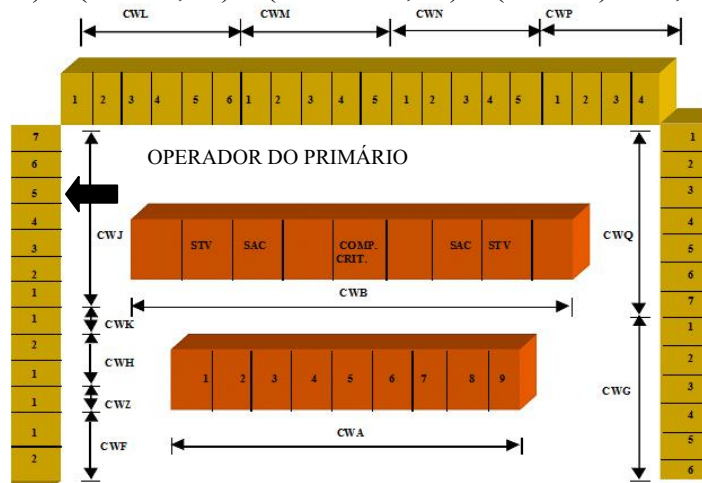 CWL CWM CWN CWP
1 2 3 4 5 6 1 2 3 4 5 1 2 3 4 5 1 2 3 4
OPERADOR DO PRIMÁRIO
7
6
5
4
3
2
1
1
2
1
1
1
2
CWJ
CWK
CWH
CWZ
CWF
STV SAC COMP. SAC STV
CRIT.
CWB
1 2 3 4 5 6 7 8 9
CWA
CWQ
CWG
1
2
3
4
5
6
7
1
2
3
4
5
6